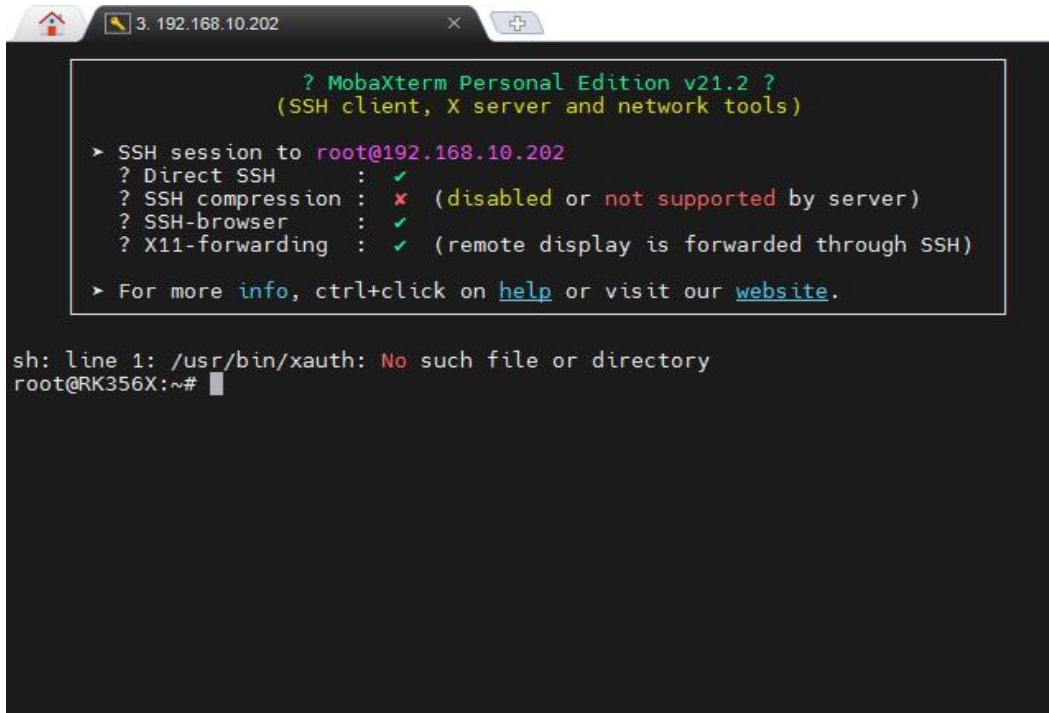 3. 192.168.10.202
? MobaXterm Personal Edition v21.2 ?
(SSH client, X server and network tools)
➤ SSH session to root@192.168.10.202
? Direct SSH : ✔
? SSH compression : ✘ (disabled or not supported by server)
? SSH-browser : ✔
? X11-forwarding : ✔ (remote display is forwarded through SSH)
➤ For more info, ctrl+click on help or visit our website.
sh: line 1: /usr/bin/xauth: No such file or directory
root@RK356X:~#